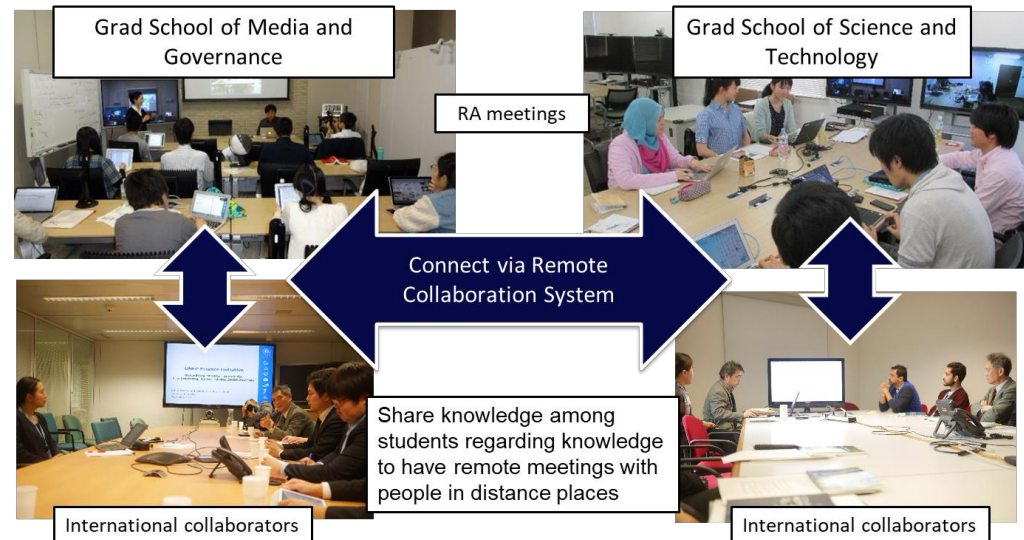 Grad School of Media and
Governance
Grad School of Science and
Technology
RA meetings
Connect via Remote
Collaboration System
Share knowledge among
students regarding knowledge
to have remote meetings with
people in distance places
International collaborators
International collaborators